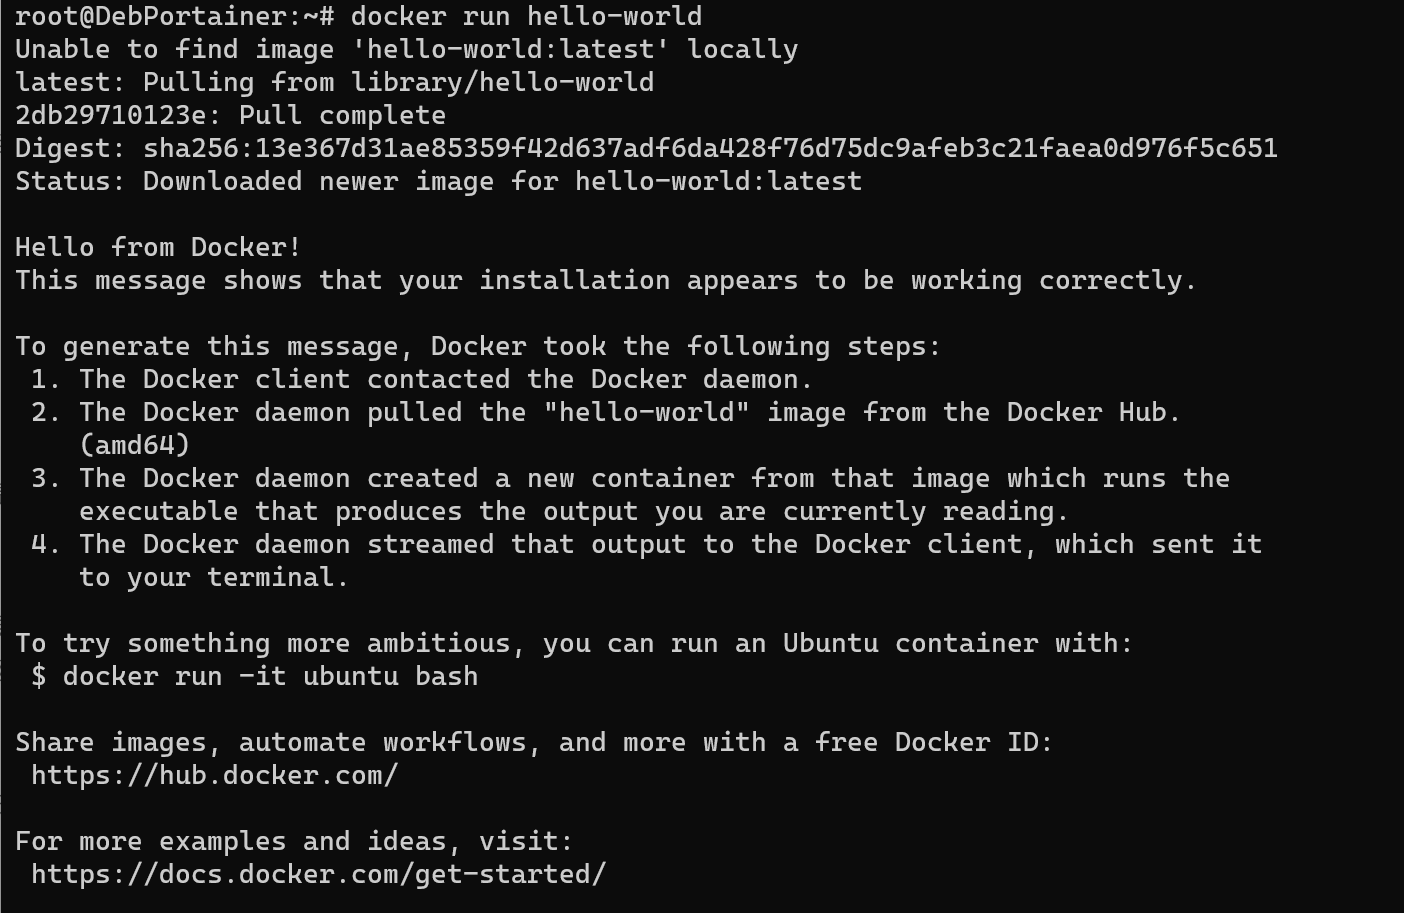 root@DebPortainer:~# docker run hello-world
Unable to find image 'hello-world:latest' locally
latest: Pulling from library/hello-world
2db29710123e: Pull complete
Digest: sha256:13e367d31ae85359f42d637adf6da428f76d75dc9afeb3c21faea0d976f5c651
Status: Downloaded newer image for hello-world:latest

Hello from Docker!
This message shows that your installation appears to be working correctly.

To generate this message, Docker took the following steps:
 1. The Docker client contacted the Docker daemon.
 2. The Docker daemon pulled the "hello-world" image from the Docker Hub.
    (amd64)
 3. The Docker daemon created a new container from that image which runs the
    executable that produces the output you are currently reading.
 4. The Docker daemon streamed that output to the Docker client, which sent it
    to your terminal.

To try something more ambitious, you can run an Ubuntu container with:
 $ docker run -it ubuntu bash

Share images, automate workflows, and more with a free Docker ID:
 https://hub.docker.com/

For more examples and ideas, visit:
 https://docs.docker.com/get-started/